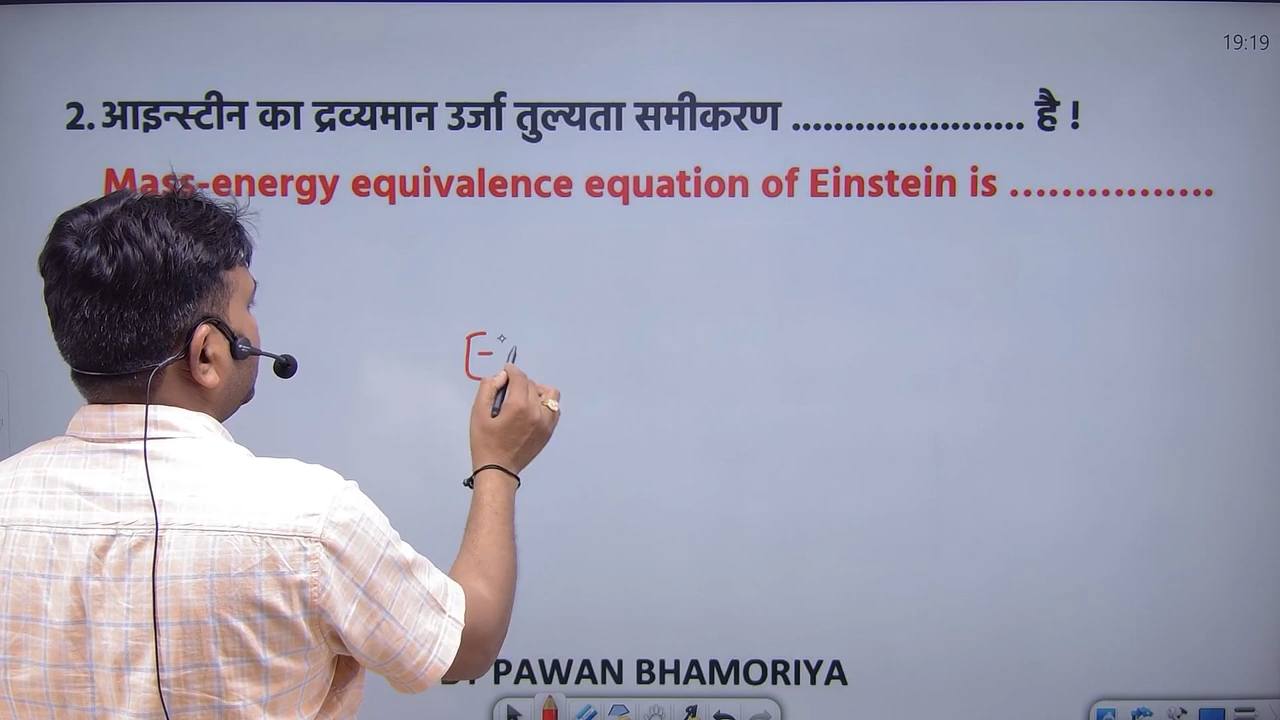 19:19
2. आइन्स्टीन का द्रव्यमान उर्जा तुल्यता समीकरण ...................... है !
Mass-energy equivalence equation of Einstein is ................
E
PAWAN BHAMORIYA